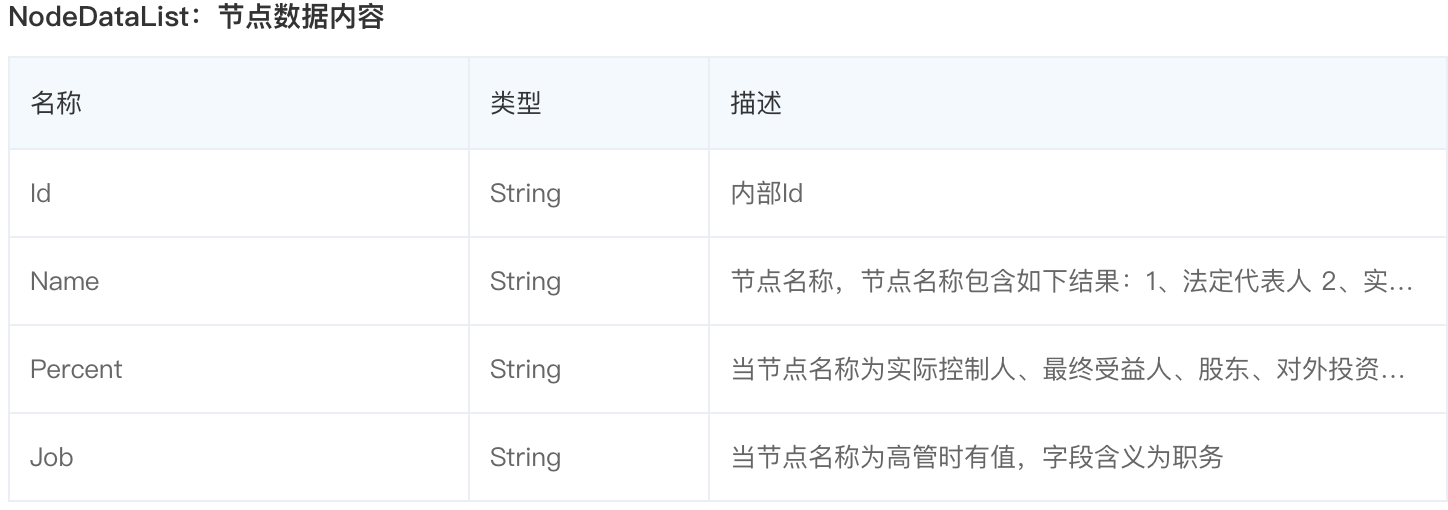 NodeDataList：节点数据内容
名称 类型 描述
Id String 内部Id
Name String 节点名称，节点名称包含如下结果：1、法定代表人 2、实...
Percent String 当节点名称为实际控制人、最终受益人、股东、对外投资...
Job String 当节点名称为高管时有值，字段含义为职务